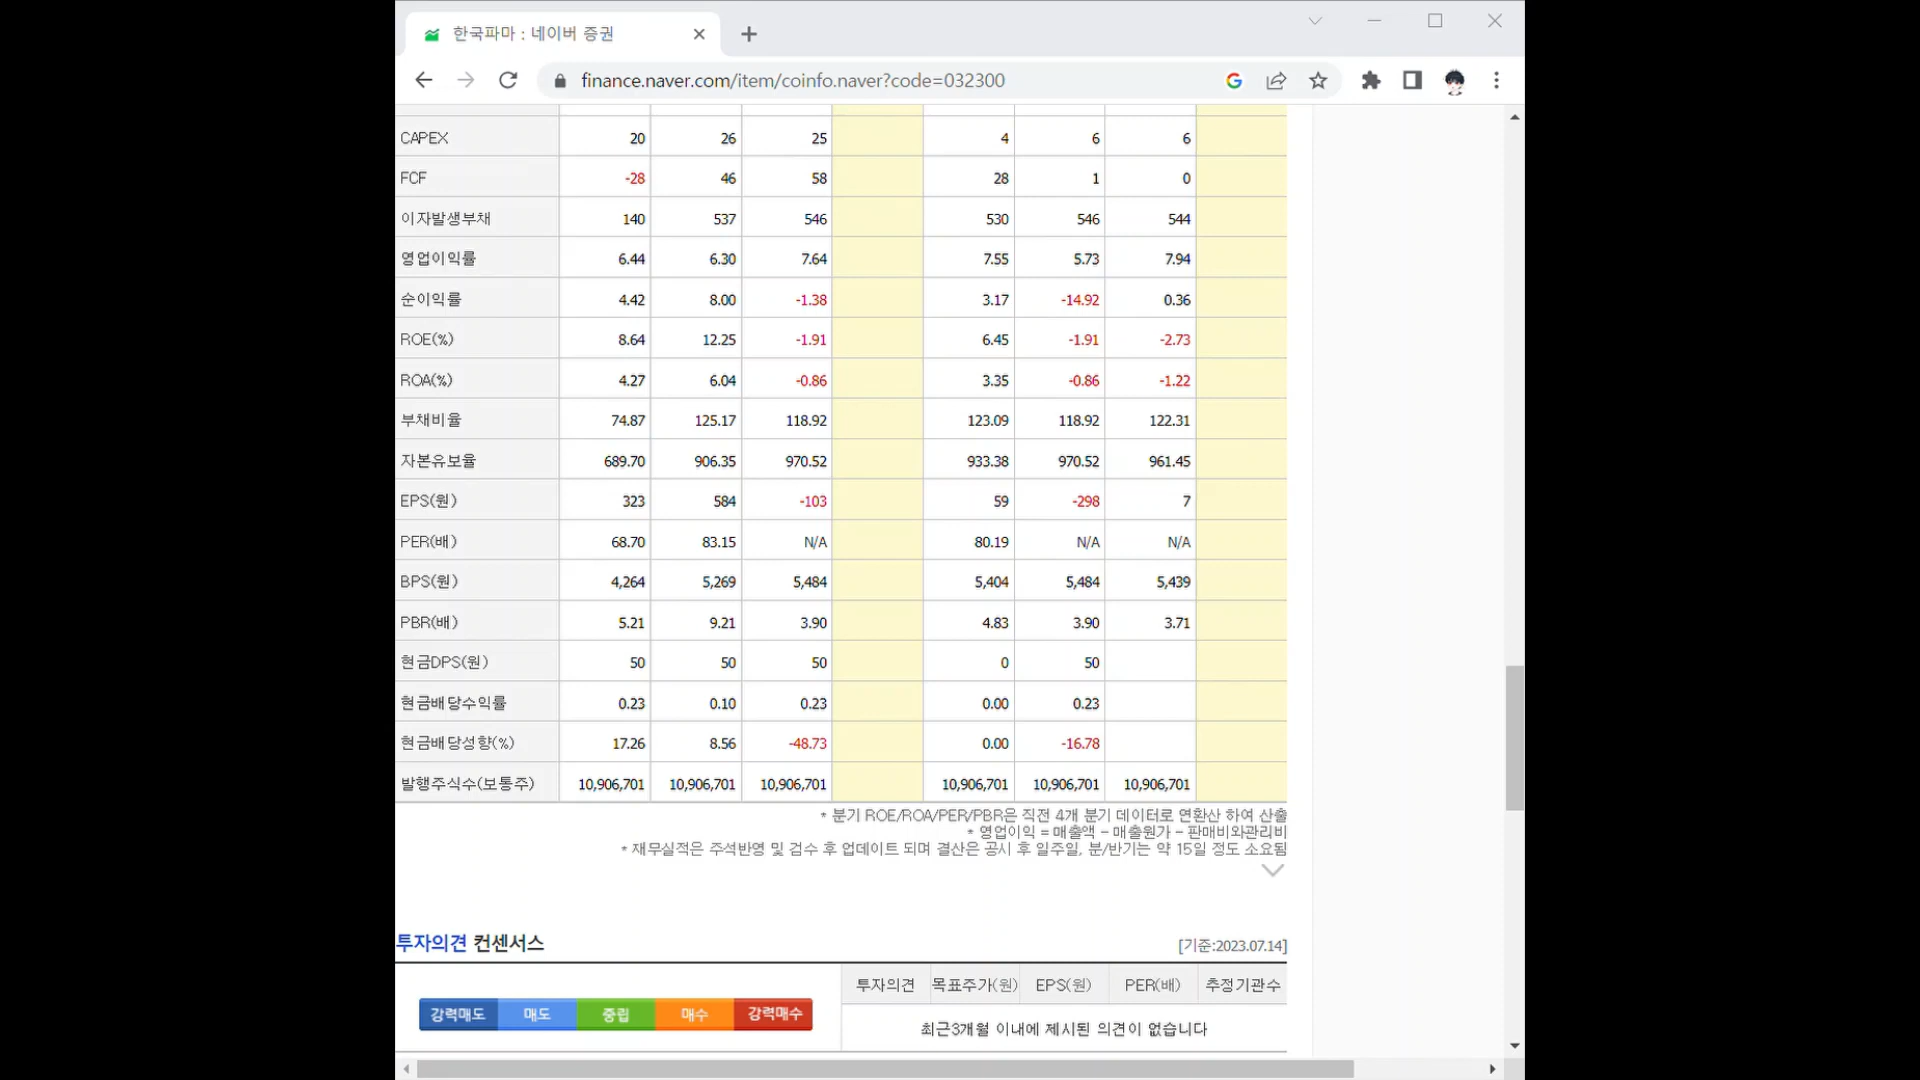 한국파마 : 네이버 증권
finance.naver.com/item/coinfo.naver?code=032300
CAPEX 20 26 25 4 6 6
FCF -28 46 58 28 1 0
이자발생부채 140 537 546 530 546 544
영업이익률 6.44 6.30 7.64 7.55 5.73 7.94
순이익률 4.42 8.00 -1.38 3.17 -14.92 0.36
ROE(%) 8.64 12.25 -1.91 6.45 -1.91 -2.73
ROA(%) 4.27 6.04 -0.86 3.35 -0.86 -1.22
부채비율 74.87 125.17 118.92 123.09 118.92 122.31
자본유보율 689.70 906.35 970.52 933.38 970.52 961.45
EPS(원) 323 584 -103 59 -298 7
PER(배) 68.70 83.15 N/A 80.19 N/A N/A
BPS(원) 4,264 5,269 5,484 5,404 5,484 5,439
PBR(배) 5.21 9.21 3.90 4.83 3.90 3.71
현금DPS(원) 50 50 50 0 50
현금배당수익률 0.23 0.10 0.23 0.00 0.23
현금배당성향(%) 17.26 8.56 -48.73 0.00 -16.78
발행주식수(보통주) 10,906,701 10,906,701 10,906,701 10,906,701 10,906,701 10,906,701
* 분기 ROE/ROA/PER/PBR은 직전 4개 분기 데이터로 연환산 하여 산출
* 영업이익 = 매출액 - 매출원가 - 판매비와관리비
* 재무실적은 주석반영 및 검수 후 업데이트 되며 결산은 공시 후 일주일, 분/반기는 약 15일 정도 소요됨
투자의견 컨센서스 [기준:2023.07.14]
투자의견 목표주가(원) EPS(원) PER(배) 추정기관수
강력매도 매도 중립 매수 강력매수
최근3개월 이내에 제시된 의견이 없습니다